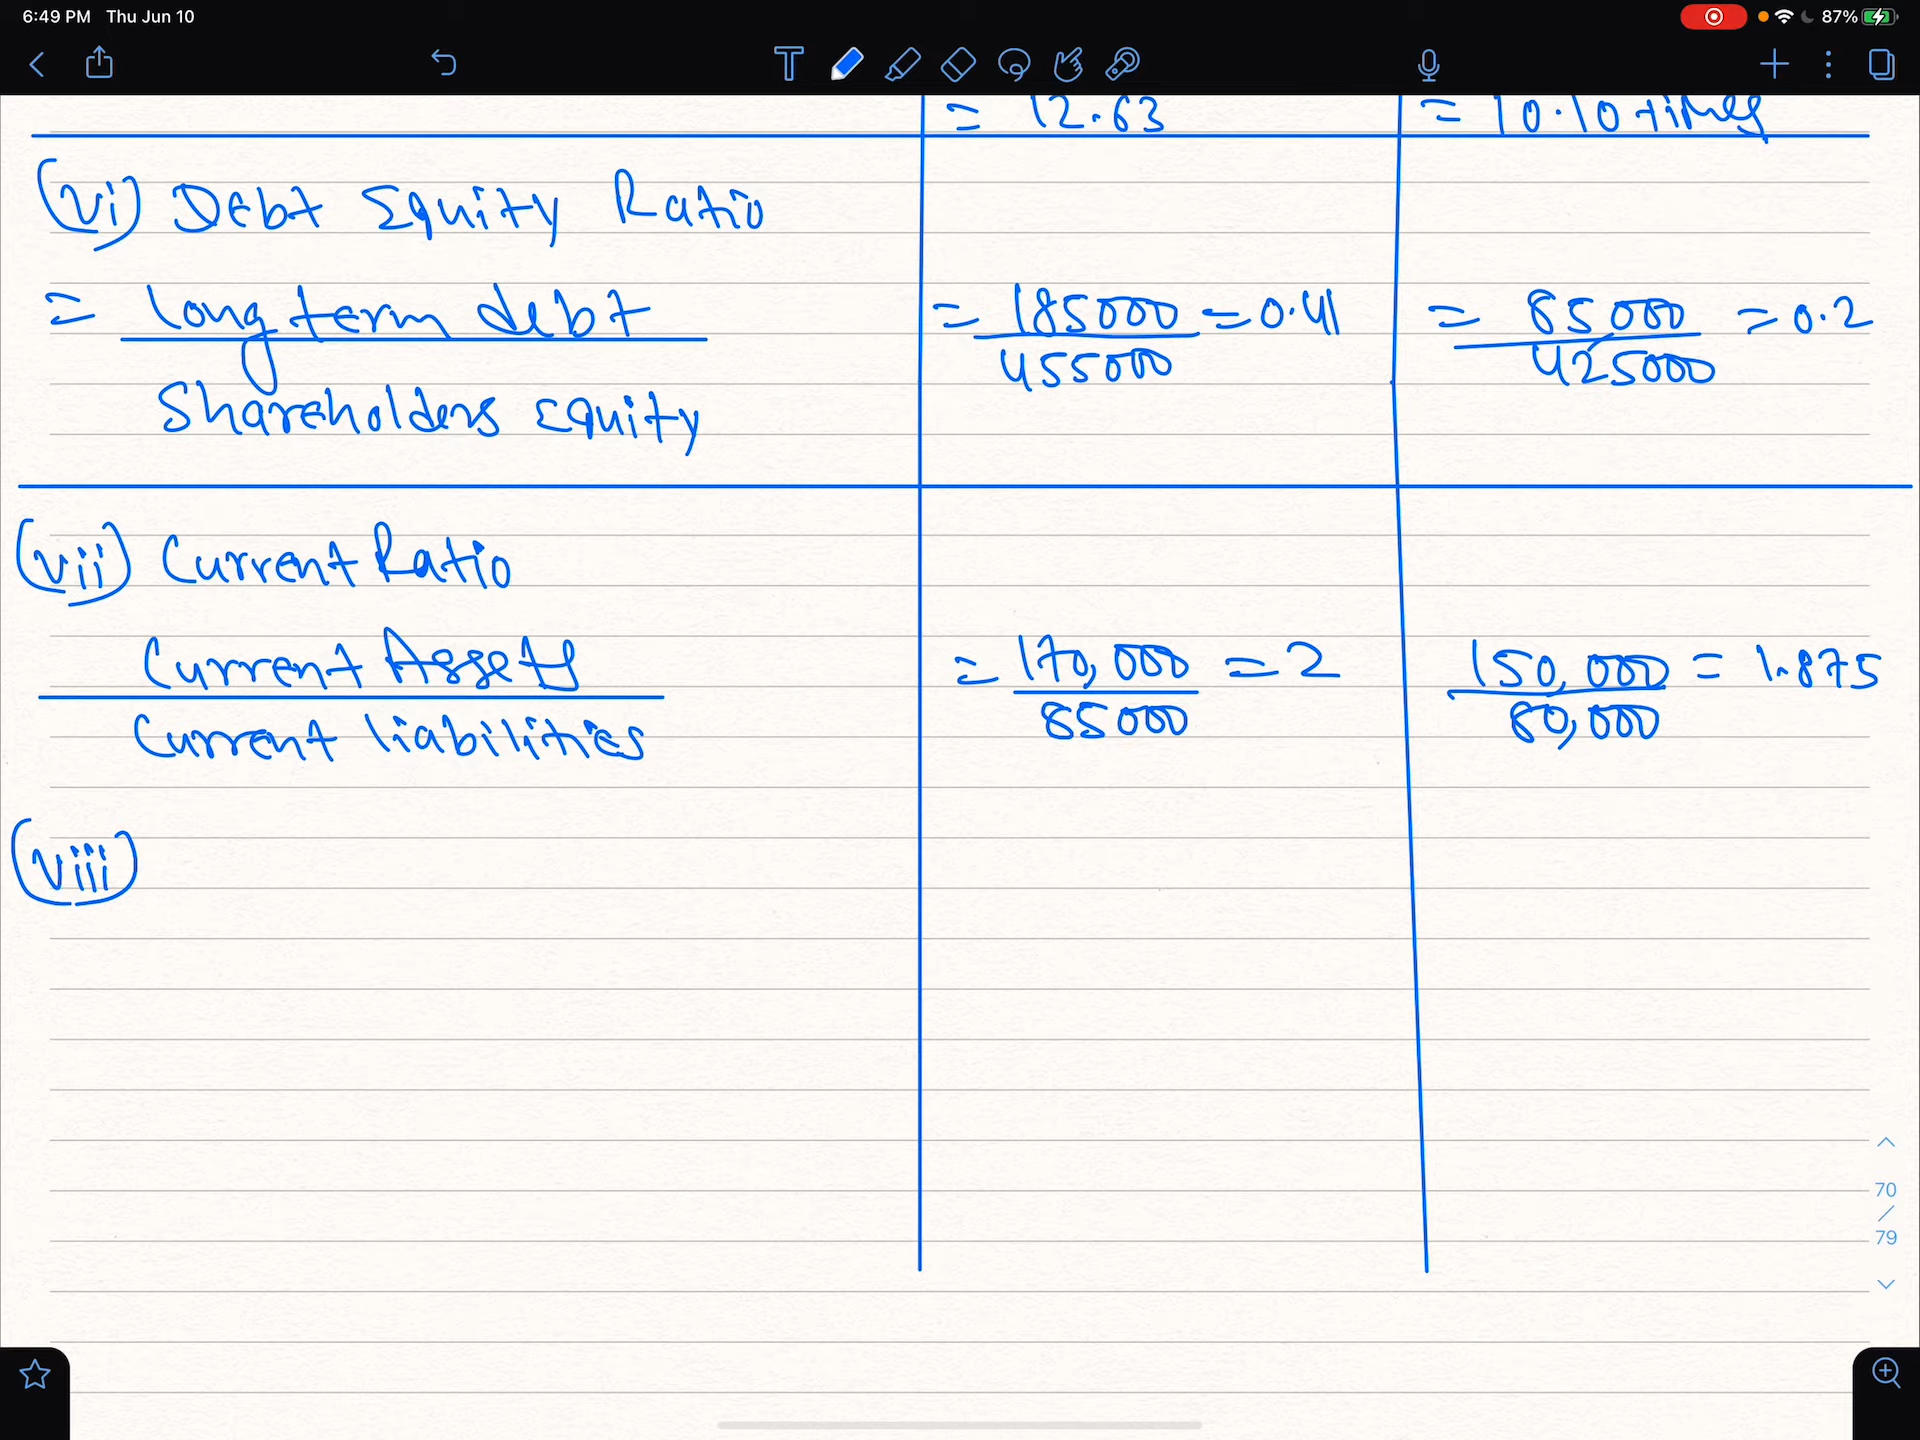 6:49 PM Thu Jun 10
87%
= 12.63 = 10.10 times
(vi) Debt Equity Ratio
= Long term debt = 185000 = 0.41 = 85000 = 0.2
455000 425000
Shareholders Equity
(vii) Current Ratio
Current Assets = 170,000 = 2 150,000 = 1.875
Current liabilities 85000 80,000
(viii)
70
/
79